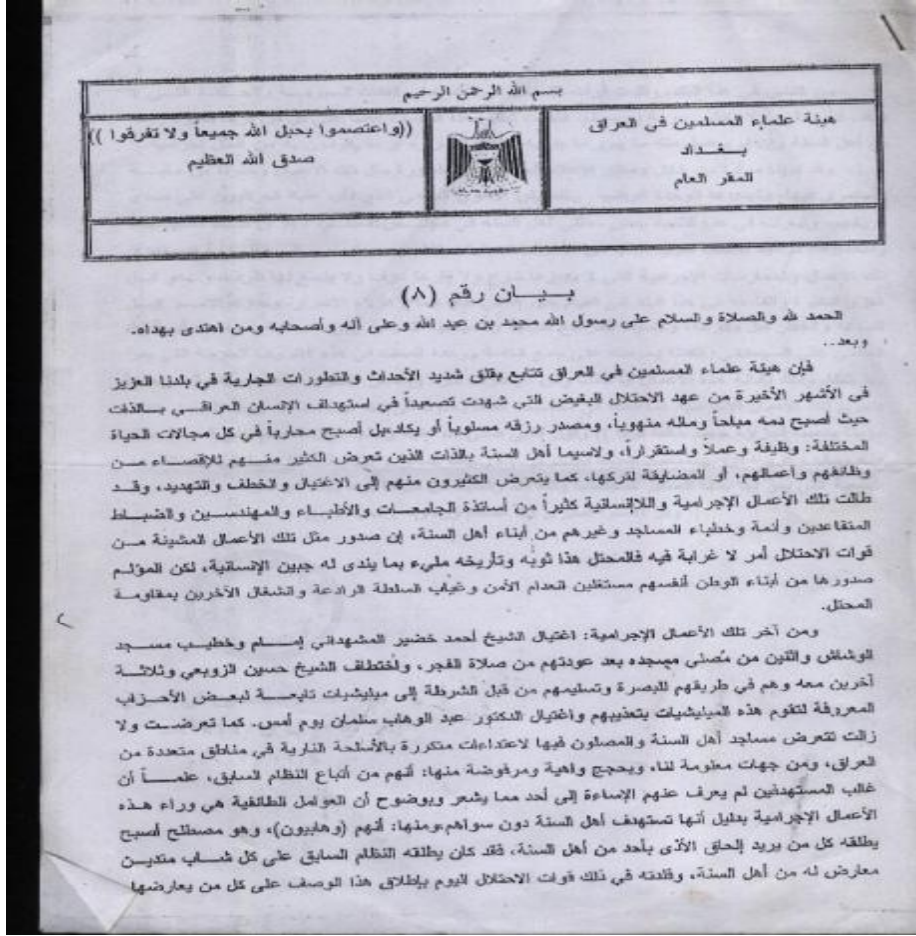 بسم الله الرحمن الرحيم
هيئة علماء المسلمين في العراق
بغداد
المقر العام
((واعتصموا بحبل الله جميعاً ولا تفرقوا))
صدق الله العظيم
بيـــان رقم (٨)
الحمد لله والصلاة والسلام على رسول الله محمد بن عبد الله وعلى آله وأصحابه ومن اهتدى بهداه.
وبعد..
فإن هيئة علماء المسلمين في العراق تتابع بقلق شديد الأحداث والتطورات الجارية في بلدنا العزيز
في الأشهر الأخيرة من عهد الاحتلال البغيض التي شهدت تصعيداً في استهداف الإنسان العراقي بالذات
حيث أصبح دمه مباحاً وماله منهوباً، ومصدر رزقه مسلوباً أو يكاد،بل أصبح محارباً في كل مجالات الحياة
المختلفة: وظيفة وعملاً واستقراراً، ولاسيما أهل السنة بالذات الذين تعرض الكثير منهم للإقصاء من
وظائفهم وأعمالهم، أو المضايقة لتركها، كما يتعرض الكثيرون منهم إلى الاغتيال والخطف والتهديد، وقد
طالت تلك الأعمال الإجرامية واللاإنسانية كثيراً من أساتذة الجامعات والأطباء والمهندسين والضباط
المتقاعدين وأئمة وخطباء المساجد وغيرهم من أبناء أهل السنة، إن صدور مثل تلك الأعمال المشينة من
قوات الاحتلال أمر لا غرابة فيه فالمحتل هذا ثوبه وتأريخه مليء بما يندى له جبين الإنسانية، لكن المؤلم
صدورها من أبناء الوطن أنفسهم مستغلين انعدام الأمن وغياب السلطة الرادعة وانشغال الآخرين بمقاومة
المحتل.
ومن آخر تلك الأعمال الإجرامية: اغتيال الشيخ أحمد خضير المشهداني إمام وخطيب مسجد
الوشاش واثنين من مصلى مسجده بعد عودتهم من صلاة الفجر، واختطاف الشيخ حسين الزوبعي وثلاثة
آخرين معه وهم في طريقهم للبصرة وتسليمهم من قبل الشرطة إلى ميليشيات تابعة لبعض الأحزاب
المعروفة لتقوم هذه الميليشيات بتعذيبهم واغتيال الدكتور عبد الوهاب سلمان يوم أمس. كما تعرضت ولا
زالت تتعرض مساجد أهل السنة والمصلون فيها لاعتداءات متكررة بالأسلحة النارية في مناطق متعددة من
العراق، ومن جهات معلومة لنا، وبحجج واهية ومرفوضة منها: أنهم من أتباع النظام السابق، علماً أن
غالب المستهدفين لم يعرف عنهم الإساءة إلى أحد مما يشعر وبوضوح أن العوامل الطائفية هي وراء هذه
الأعمال الإجرامية بدليل أنها تستهدف أهل السنة دون سواهم،ومنها: أنهم (وهابيون)، وهو مصطلح أصبح
يطلقه كل من يريد إلحاق الأذى بأحد من أهل السنة، فقد كان يطلقه النظام السابق على كل شاب متدين
معارض له من أهل السنة، وقلدته في ذلك قوات الاحتلال اليوم بإطلاق هذا الوصف على كل من يعارضها